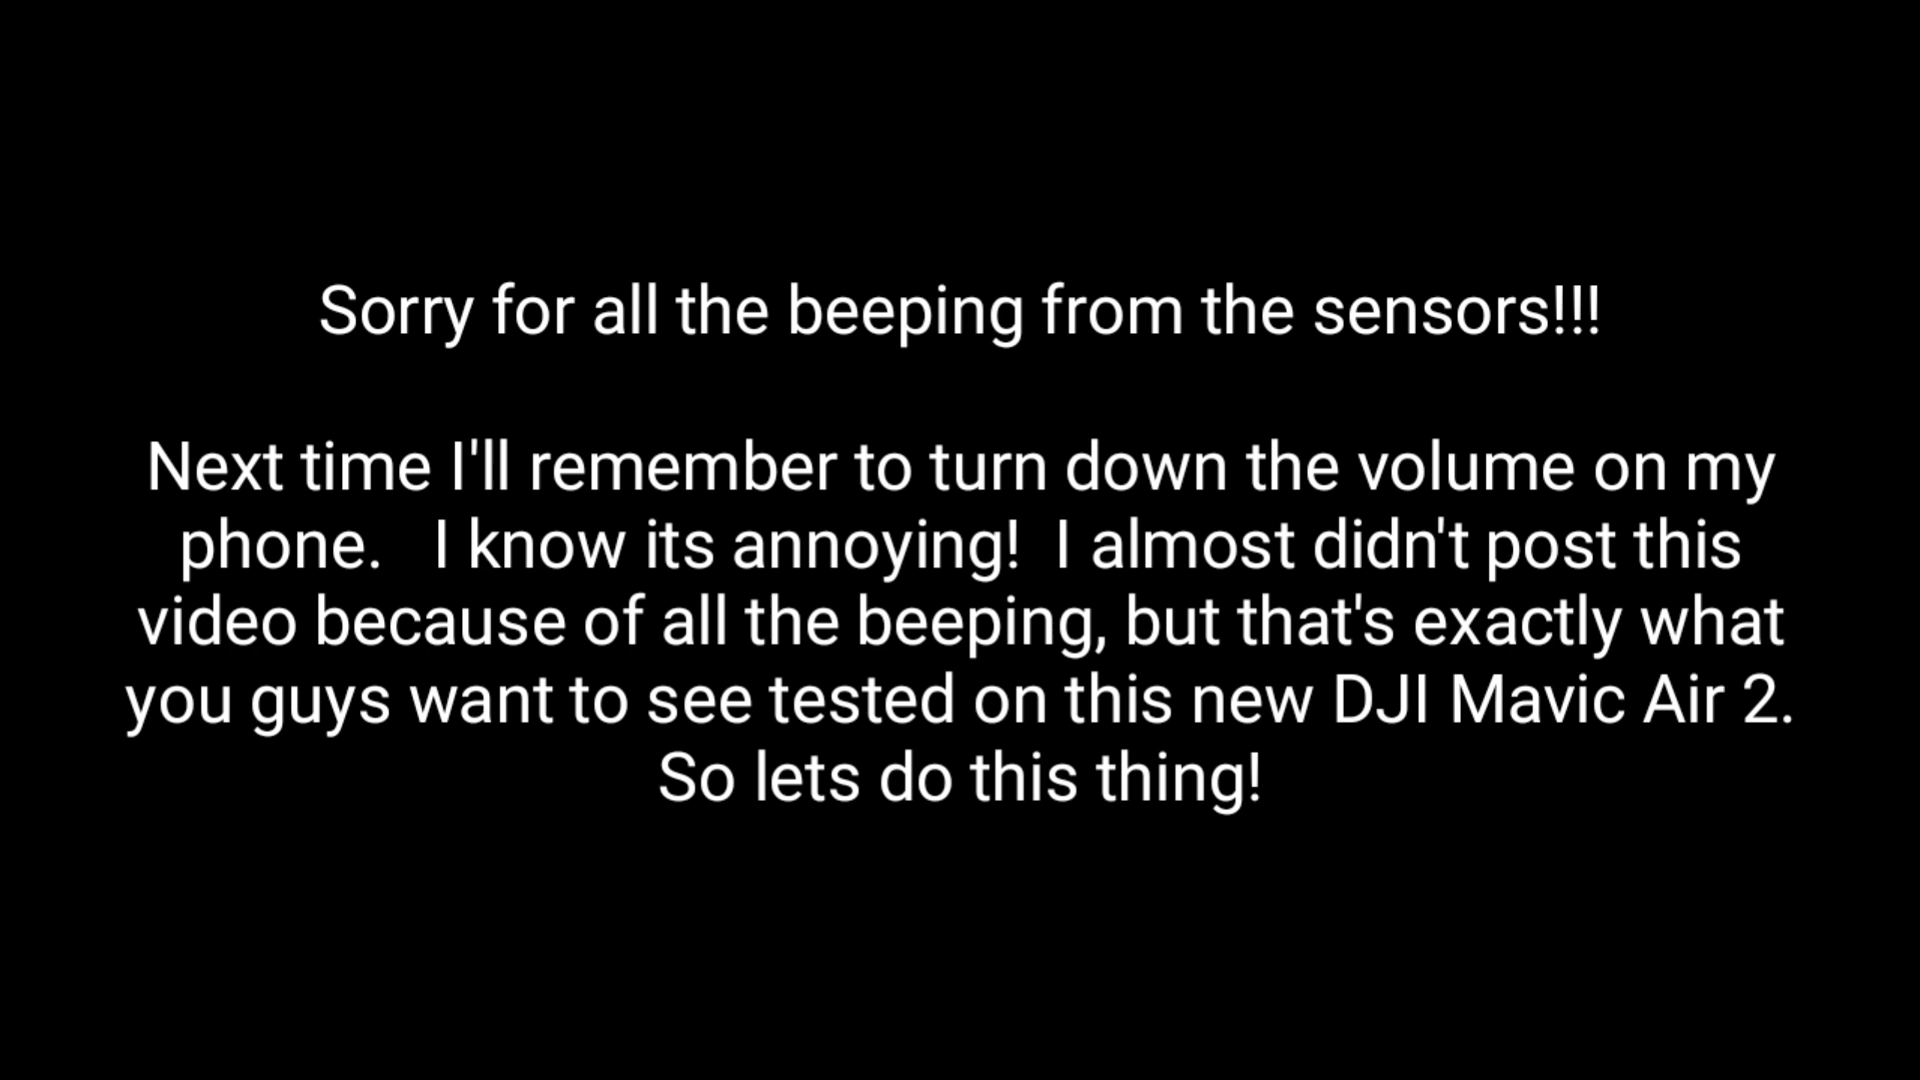 Sorry for all the beeping from the sensors!!!
Next time I'll remember to turn down the volume on my
phone.   I know its annoying!  I almost didn't post this
video because of all the beeping, but that's exactly what
you guys want to see tested on this new DJI Mavic Air 2.
So lets do this thing!